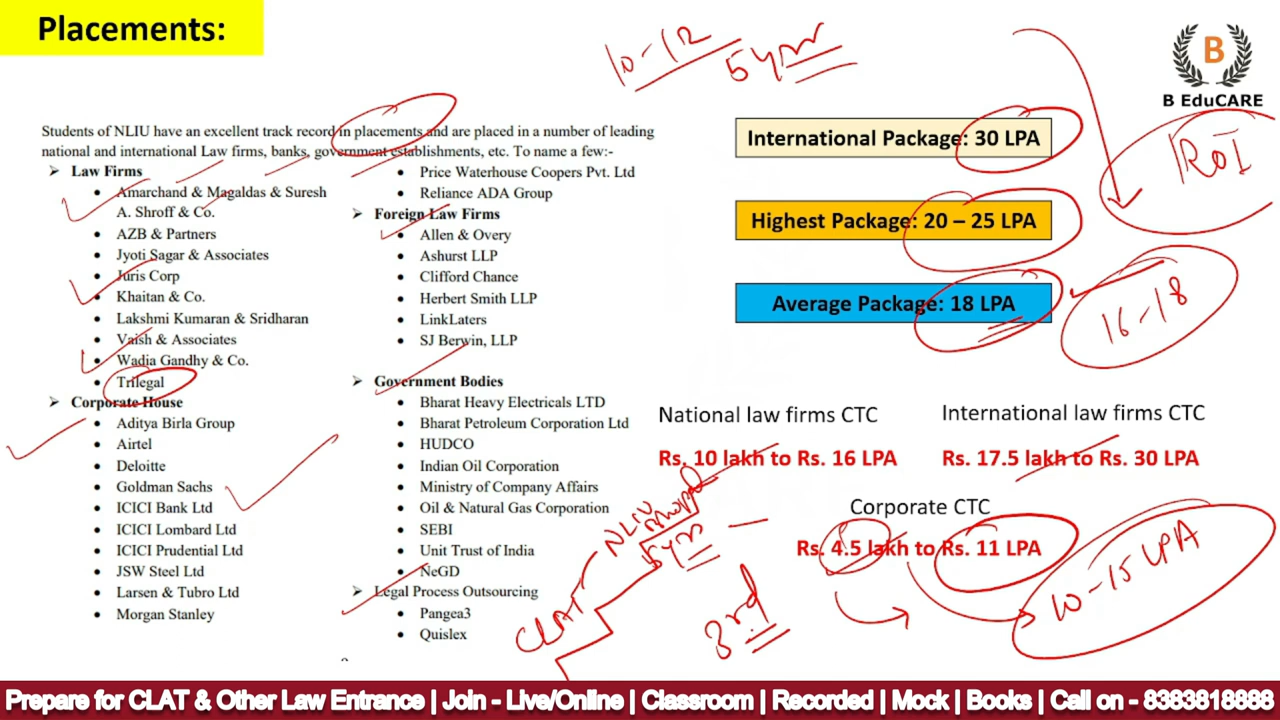 Placements:
10-12
5 yrs
B
B EduCARE
Students of NLIU have an excellent track record in placements and are placed in a number of leading
national and international Law firms, banks, government establishments, etc. To name a few:-
➢ Law Firms
• Amarchand & Magaldas & Suresh
A. Shroff & Co.
• AZB & Partners
• Jyoti Sagar & Associates
• Juris Corp
• Khaitan & Co.
• Lakshmi Kumaran & Sridharan
• Vaish & Associates
• Wadia Gandhy & Co.
• Trilegal
➢ Corporate House
• Aditya Birla Group
• Airtel
• Deloitte
• Goldman Sachs
• ICICI Bank Ltd
• ICICI Lombard Ltd
• ICICI Prudential Ltd
• JSW Steel Ltd
• Larsen & Tubro Ltd
• Morgan Stanley
• Price Waterhouse Coopers Pvt. Ltd
• Reliance ADA Group
➢ Foreign Law Firms
• Allen & Overy
• Ashurst LLP
• Clifford Chance
• Herbert Smith LLP
• LinkLaters
• SJ Berwin, LLP
➢ Government Bodies
• Bharat Heavy Electricals LTD
• Bharat Petroleum Corporation Ltd
• HUDCO
• Indian Oil Corporation
• Ministry of Company Affairs
• Oil & Natural Gas Corporation
• SEBI
• Unit Trust of India
• NeGD
➢ Legal Process Outsourcing
• Pangea3
• Quislex
International Package: 30 LPA
ROI
Highest Package: 20 – 25 LPA
Average Package: 18 LPA
16-18
National law firms CTC
Rs. 10 lakh to Rs. 16 LPA
International law firms CTC
Rs. 17.5 lakh to Rs. 30 LPA
Corporate CTC
Rs. 4.5 lakh to Rs. 11 LPA
10-15 LPA
NLIU Bhopal
5 yrs
CLAT
3rd
Prepare for CLAT & Other Law Entrance | Join - Live/Online | Classroom | Recorded | Mock | Books | Call on - 8383818888